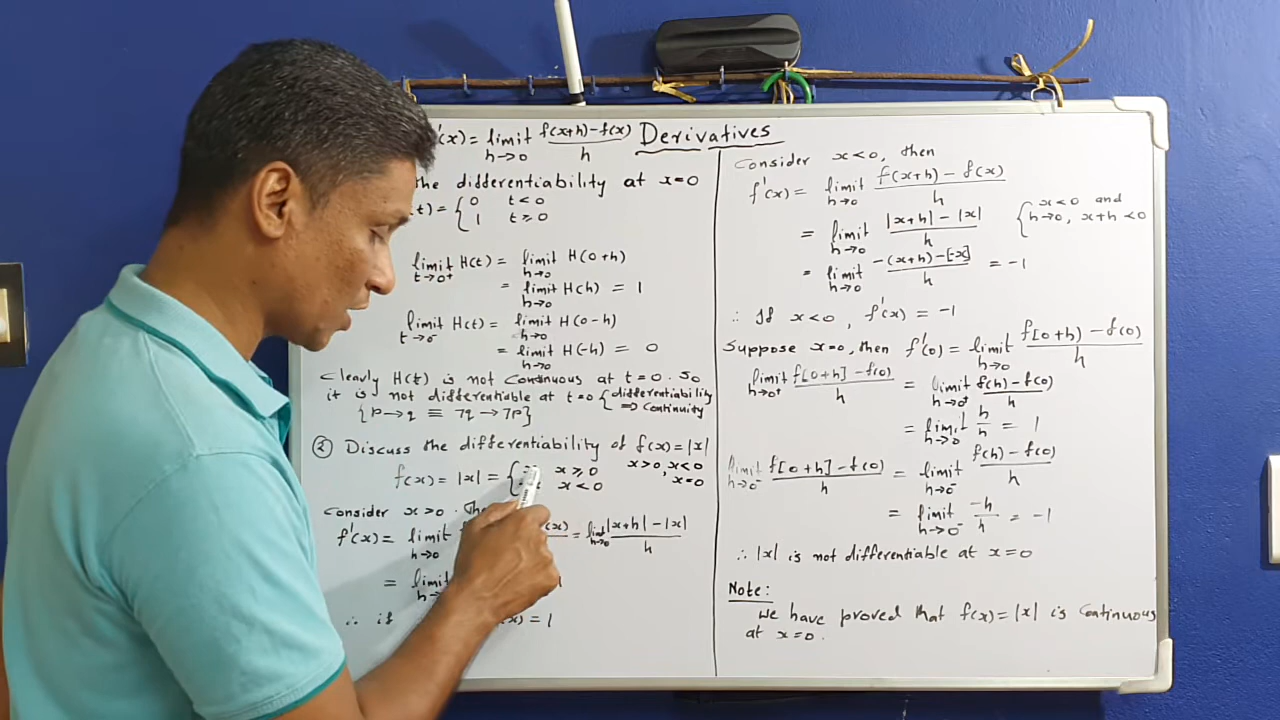 '(x) = limit h→0 f(x+h)-f(x) / h Derivatives
the differentiability at x=0
(t) = { 0 t<0
1 t≥0
limit t→0⁺ H(t) = limit h→0 H(0+h)
= limit h→0 H(h) = 1
limit t→0⁻ H(t) = limit h→0 H(0-h)
= limit h→0 H(-h) = 0
Clearly H(t) is not continuous at t=0. So
it is not differentiable at t=0 { differentiability
⟹ continuity
{P→q ≡ ¬q→¬P}
② Discuss the differentiability of f(x)=|x|
x>0, x<0
x=0
f(x) = |x| = { x≥0
x<0
Consider x>0.
f'(x) = limit h→0 (x) = limit h→0 |x+h|-|x| / h
= limit
∴ if (x) = 1
Consider x<0, then
f'(x) = limit h→0 f(x+h)-f(x) / h
= limit h→0 |x+h|-|x| / h { x<0 and
h→0, x+h<0
= limit h→0 -(x+h)-[-x] / h = -1
∴ If x<0, f'(x) = -1
Suppose x=0, then f'(0) = limit h→0 f[0+h]-f(0) / h
limit h→0⁺ f[0+h]-f(0) / h = limit h→0⁺ f(h)-f(0) / h
= limit h→0⁺ h / h = 1
limit h→0⁻ f[0+h]-f(0) / h = limit h→0⁻ f(h)-f(0) / h
= limit h→0⁻ -h / h = -1
∴ |x| is not differentiable at x=0
Note:
We have proved that f(x)=|x| is continuous
at x=0.